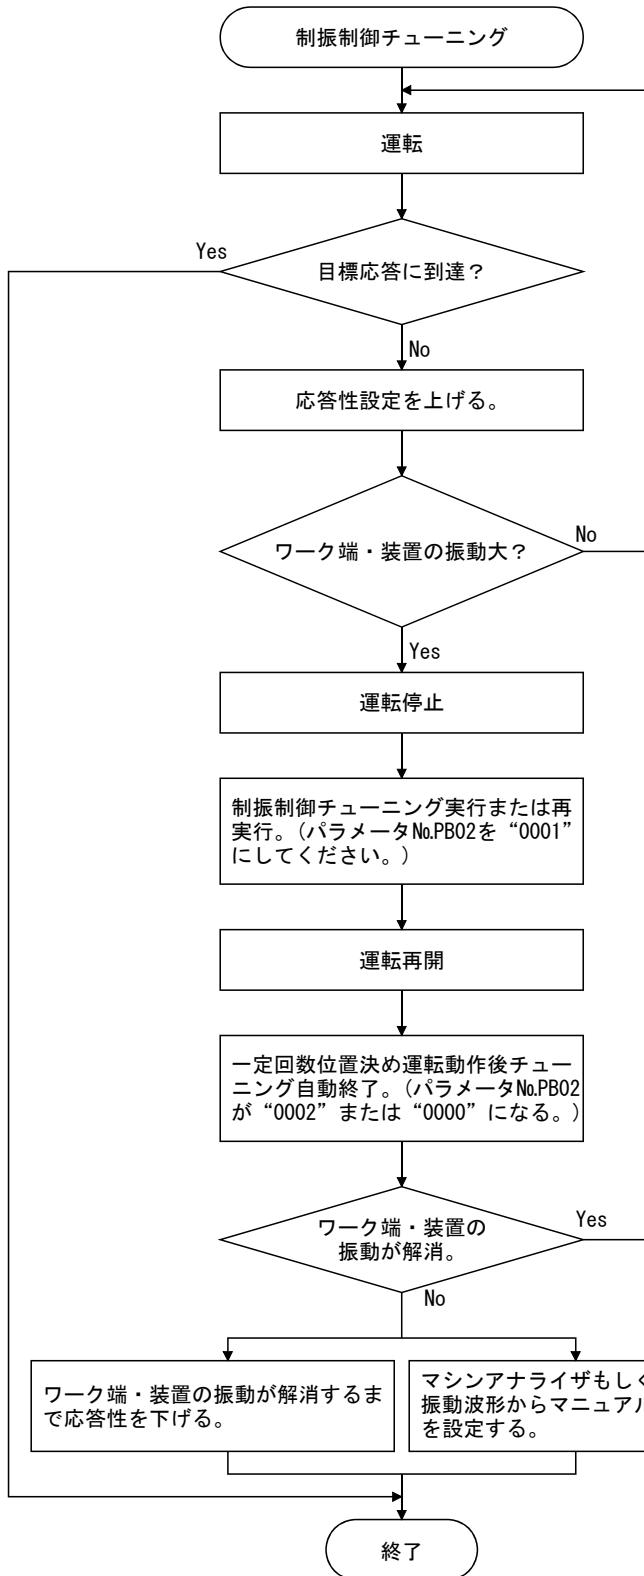 制振制御チューニング
運転
Yes
目標応答に到達？
No
応答性設定を上げる。
ワーク端・装置の振動大？
No
Yes
運転停止
制振制御チューニング実行または再
実行。(パラメータ№PB02を“0001”
にしてください。)
運転再開
一定回数位置決め運転動作後チュー
ニング自動終了。(パラメータ№PB02
が“0002”または“0000”になる。)
ワーク端・装置の
振動が解消。
Yes
No
ワーク端・装置の振動が解消するま
で応答性を下げる。
マシンアナライザもしく
振動波形からマニュアル
を設定する。
終了